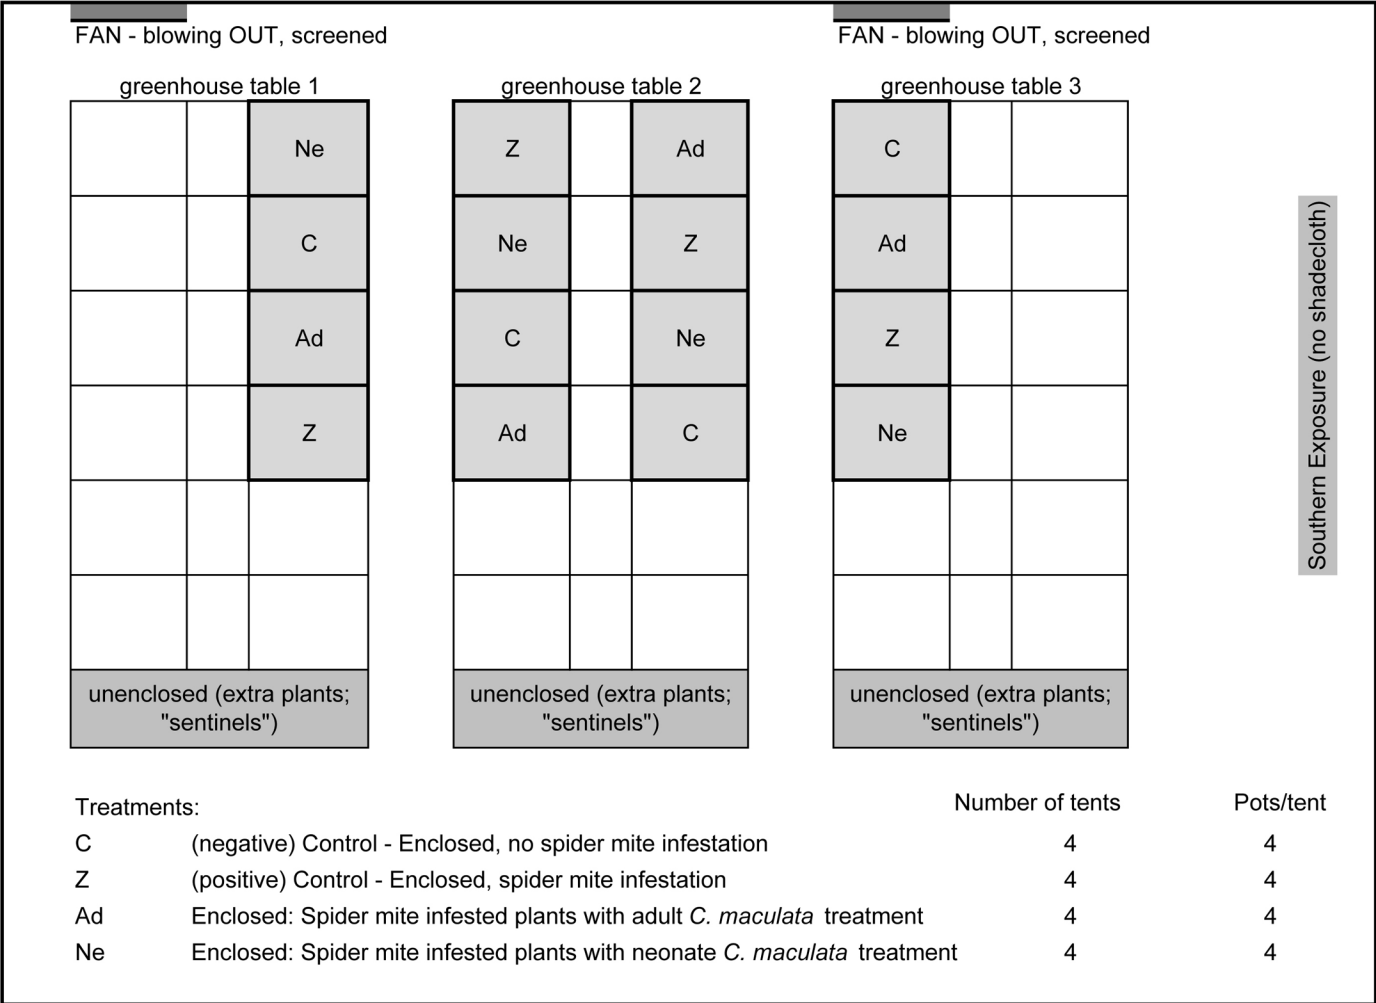 FAN - blowing OUT, screened FAN - blowing OUT, screened
greenhouse table 1 greenhouse table 2 greenhouse table 3
Ne Z Ad C
C Ne Z Ad
Ad C Ne Z
Z Ad C Ne
Southern Exposure (no shadecloth)
unenclosed (extra plants; unenclosed (extra plants; unenclosed (extra plants;
"sentinels") "sentinels") "sentinels")
Treatments: Number of tents Pots/tent
C (negative) Control - Enclosed, no spider mite infestation 4 4
Z (positive) Control - Enclosed, spider mite infestation 4 4
Ad Enclosed: Spider mite infested plants with adult C. maculata treatment 4 4
Ne Enclosed: Spider mite infested plants with neonate C. maculata treatment 4 4